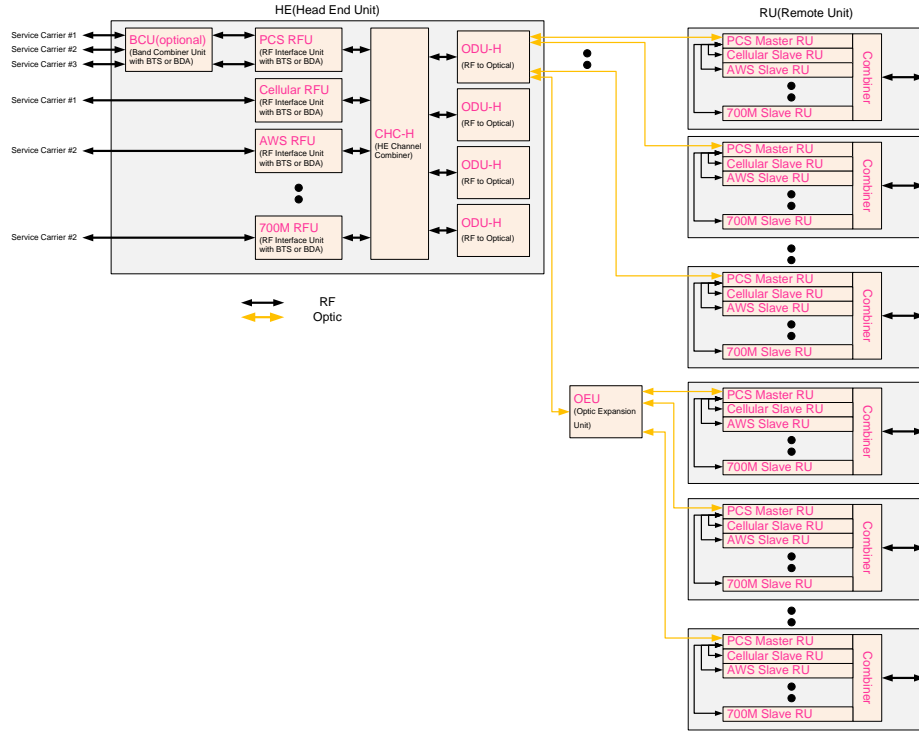 HE(Head End Unit)
RU(Remote Unit)
Service Carrier #1
Service Carrier #2
Service Carrier #3
BCU(optional)
(Band Combiner Unit
with BTS or BDA)
PCS RFU
(RF Interface Unit
with BTS or BDA)
Service Carrier #1
Cellular RFU
(RF Interface Unit
with BTS or BDA)
Service Carrier #2
AWS RFU
(RF Interface Unit
with BTS or BDA)
Service Carrier #2
700M RFU
(RF Interface Unit
with BTS or BDA)
CHC-H
(HE Channel
Combiner)
ODU-H
(RF to Optical)
ODU-H
(RF to Optical)
ODU-H
(RF to Optical)
ODU-H
(RF to Optical)
RF
Optic
OEU
(Optic Expansion
Unit)
PCS Master RU
Cellular Slave RU
AWS Slave RU
700M Slave RU
Combiner
PCS Master RU
Cellular Slave RU
AWS Slave RU
700M Slave RU
Combiner
PCS Master RU
Cellular Slave RU
AWS Slave RU
700M Slave RU
Combiner
PCS Master RU
Cellular Slave RU
AWS Slave RU
700M Slave RU
Combiner
PCS Master RU
Cellular Slave RU
AWS Slave RU
700M Slave RU
Combiner
PCS Master RU
Cellular Slave RU
AWS Slave RU
700M Slave RU
Combiner